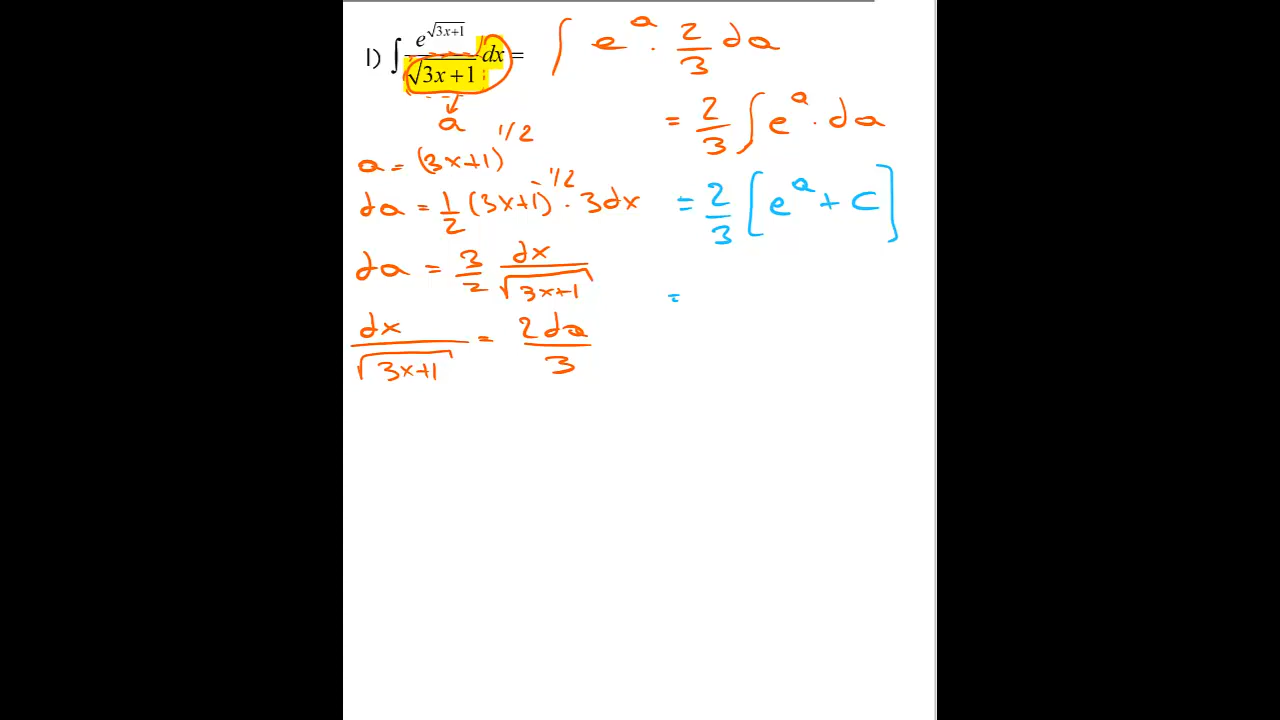 1) ∫ e^√(3x+1) / √(3x+1) dx = ∫ e^a · 2/3 da
a
= 2/3 ∫ e^a · da
a = (3x+1)^1/2
da = 1/2 (3x+1)^-1/2 · 3dx
= 2/3 [e^a + C]
da = 3/2 dx/√(3x+1)
=
dx/√(3x+1) = 2da/3